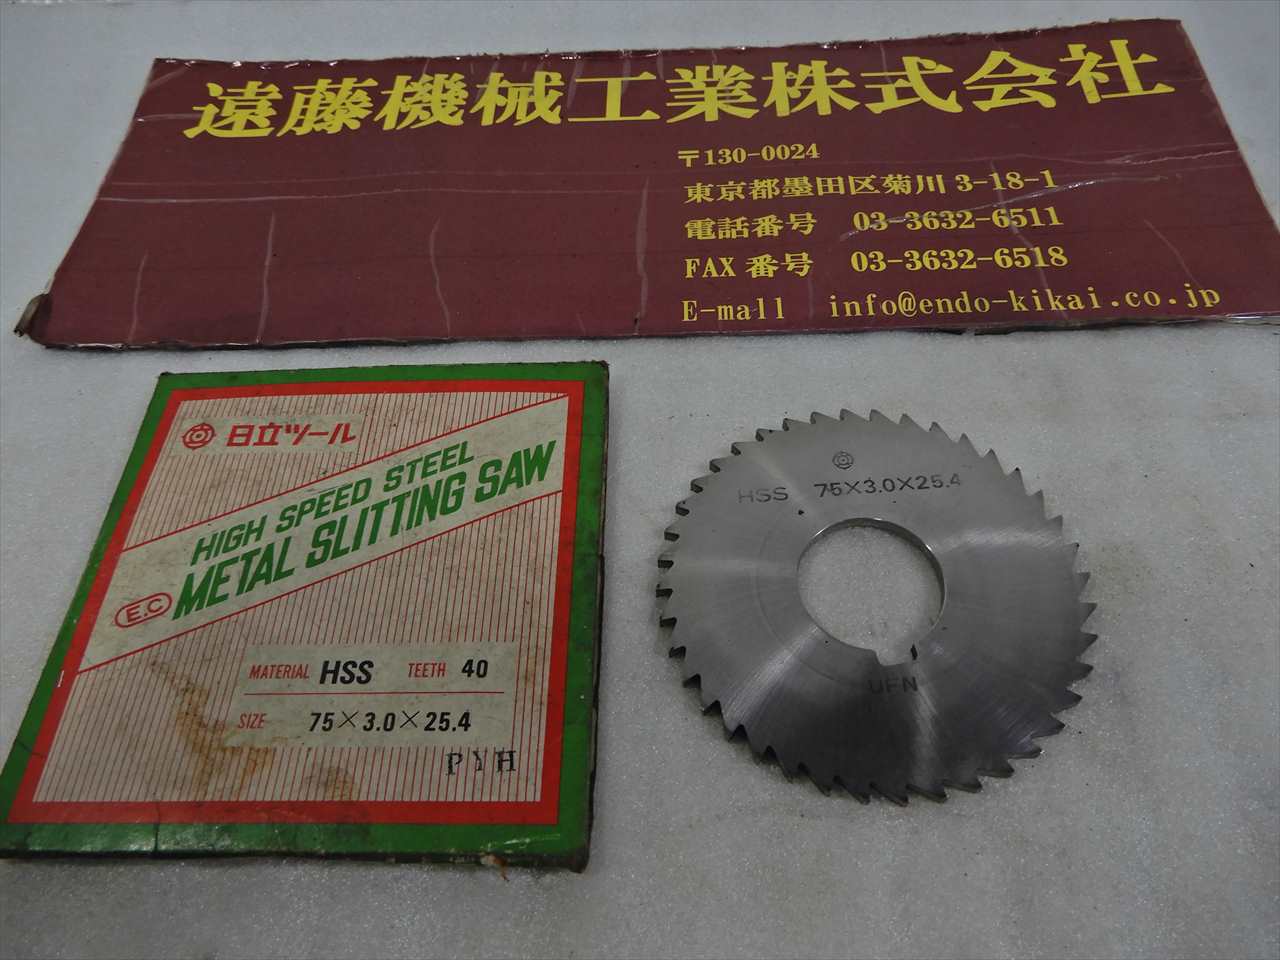 遠藤機械工業株式会社
〒130-0024
東京都墨田区菊川3-18-1
電話番号 03-3632-6511
FAX番号 03-3632-6518
E-mall info@endo-kikai.co.jp
日立ツール
HIGH SPEED STEEL
E.C METAL SLITTING SAW
MATERIAL HSS TEETH 40
SIZE 75×3.0×25.4
PYH
HSS 75×3.0×25.4
UFN